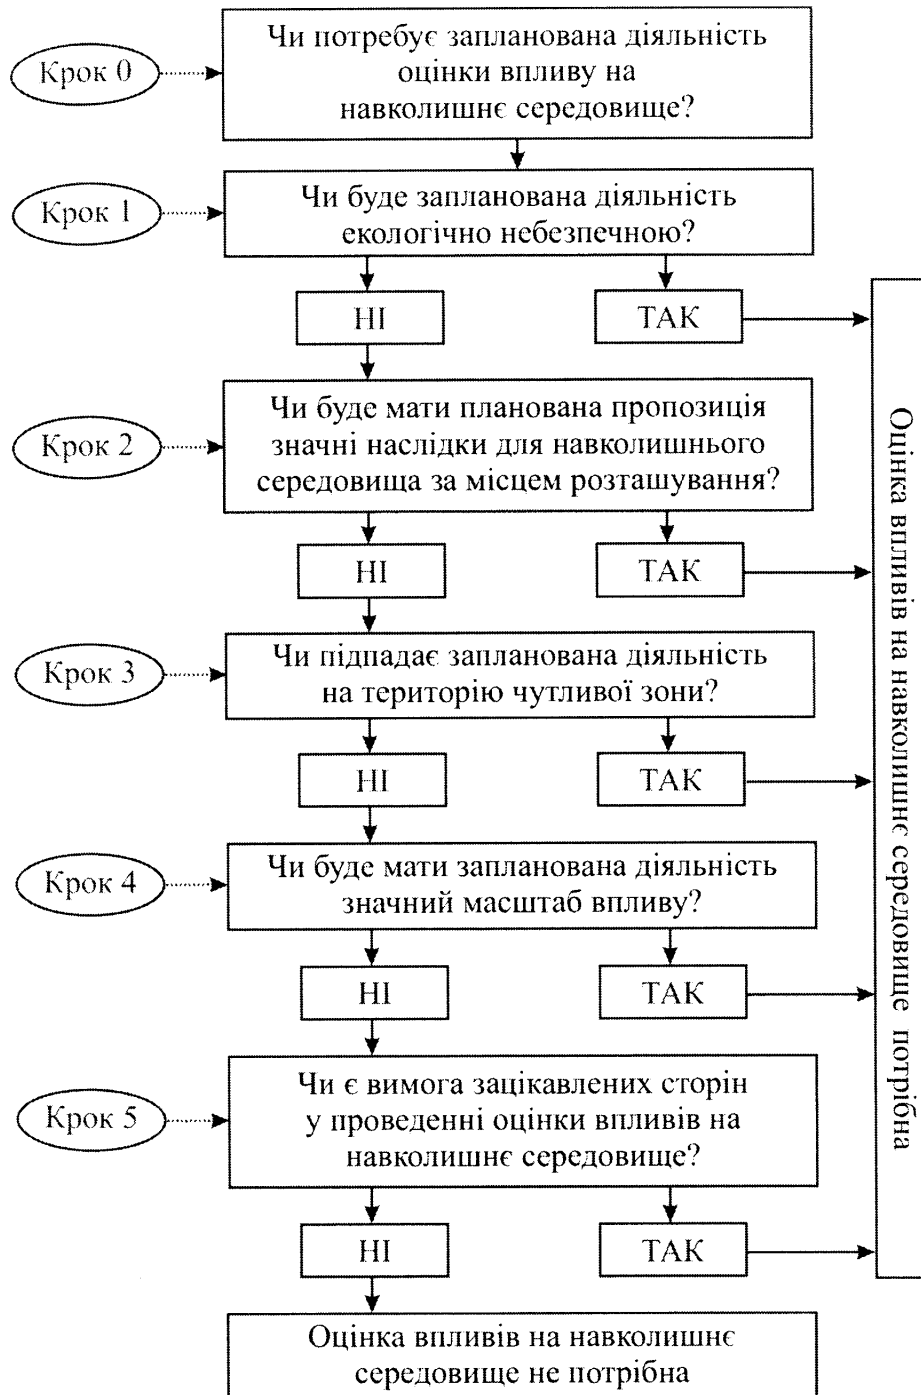 Крок 0
Чи потребує запланована діяльність
оцінки впливу на
навколишнє середовище?
Крок 1
Чи буде запланована діяльність
екологічно небезпечною?
НІ
ТАК
Крок 2
Чи буде мати планована пропозиція
значні наслідки для навколишнього
середовища за місцем розташування?
НІ
ТАК
Крок 3
Чи підпадає запланована діяльність
на територію чутливої зони?
НІ
ТАК
Крок 4
Чи буде мати запланована діяльність
значний масштаб впливу?
НІ
ТАК
Крок 5
Чи є вимога зацікавлених сторін
у проведенні оцінки впливів на
навколишнє середовище?
НІ
ТАК
Оцінка впливів на навколишнє
середовище не потрібна
Оцінка впливів на навколишнє середовище потрібна